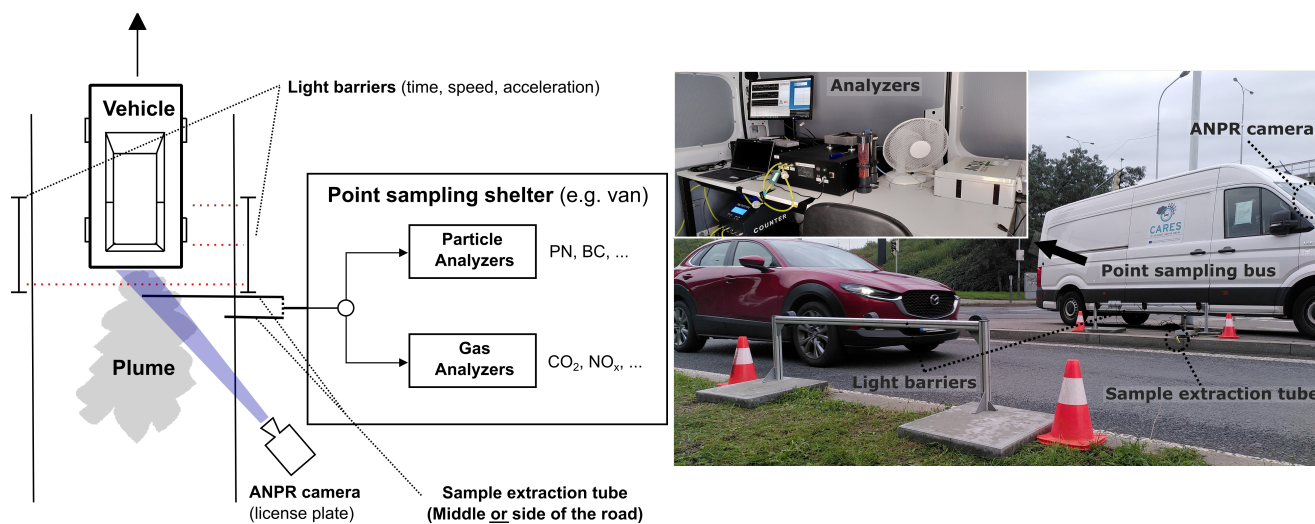 Vehicle
Light barriers (time, speed, acceleration)
Point sampling shelter (e.g. van)
Particle
Analyzers
PN, BC, ...
Gas
Analyzers
CO₂, NOₓ, ...
Plume
ANPR camera
(license plate)
Sample extraction tube
(Middle or side of the road)
Analyzers
COUNTER
ANPR camera
CARES
Point sampling bus
Light barriers
Sample extraction tube